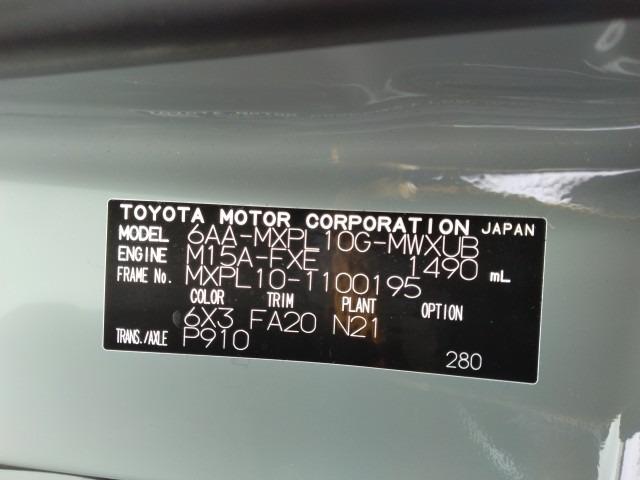 TOYOTA MOTOR CORPORATION JAPAN
MODEL 6AA-MXPL10G-MWXUB
ENGINE M15A-FXE 1490 mL
FRAME No. MXPL10-1100195
COLOR TRIM PLANT OPTION
6X3 FA20 N21
TRANS./AXLE P910
280